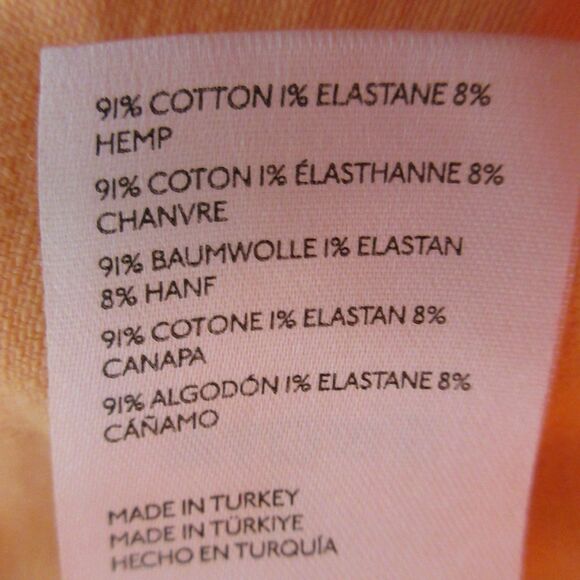 91% COTTON 1% ELASTANE 8%
HEMP
91% COTON 1% ÉLASTHANNE 8%
CHANVRE
91% BAUMWOLLE 1% ELASTAN
8% HANF
91% COTONE 1% ELASTAN 8%
CANAPA
91% ALGODÓN 1% ELASTANE 8%
CÁÑAMO
MADE IN TURKEY
MADE IN TÜRKIYE
HECHO EN TURQUÍA